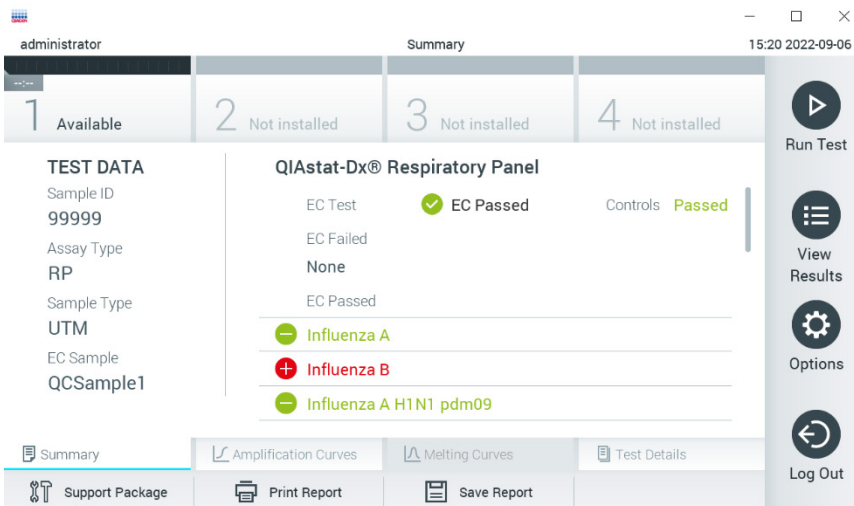 administrator
Summary
15:20 2022-09-06
--:--
1 Available
2 Not installed
3 Not installed
4 Not installed
Run Test
View
Results
Options
Log Out
TEST DATA
Sample ID
99999
Assay Type
RP
Sample Type
UTM
EC Sample
QCSample1
QIAstat-Dx® Respiratory Panel
EC Test EC Passed Controls Passed
EC Failed
None
EC Passed
Influenza A
Influenza B
Influenza A H1N1 pdm09
Summary
Amplification Curves
Melting Curves
Test Details
Support Package
Print Report
Save Report